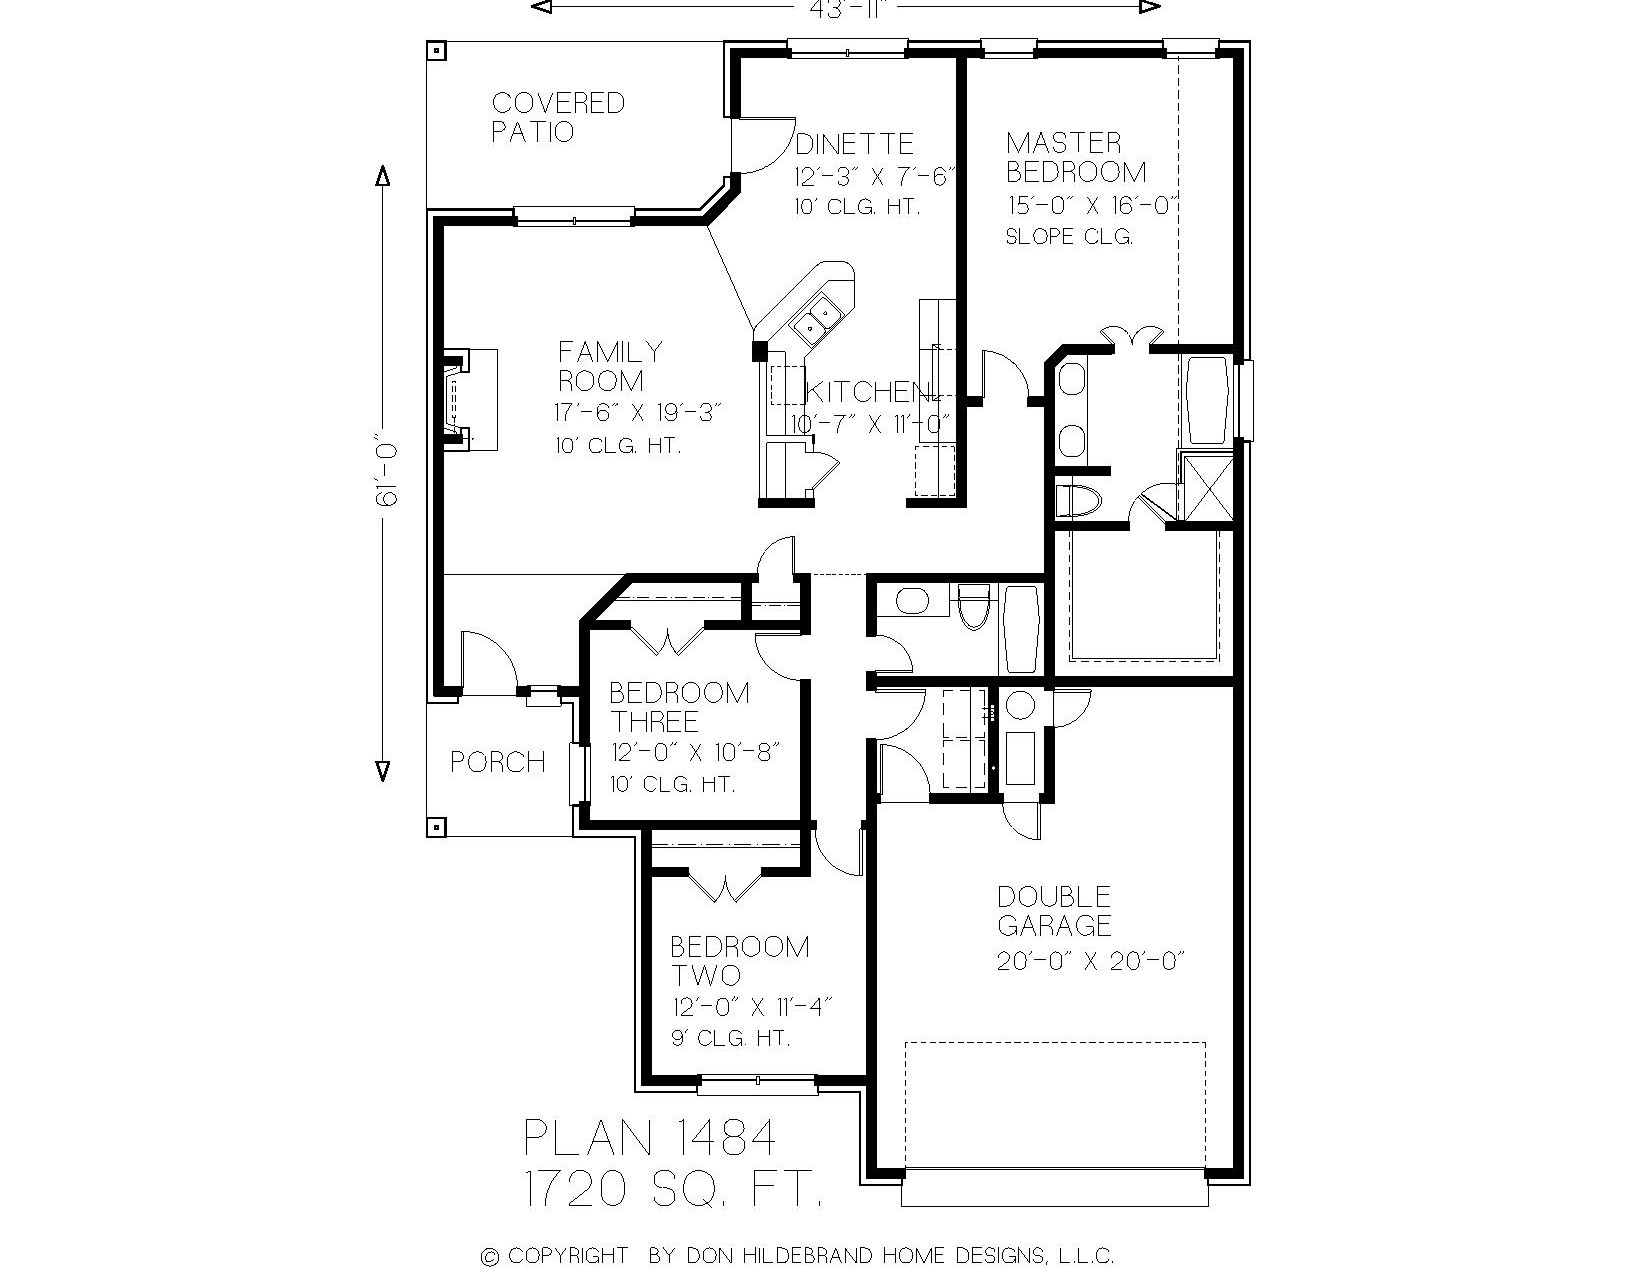 43'-11"
COVERED
PATIO
DINETTE
12'-3" X 7'-6"
10' CLG. HT.
MASTER
BEDROOM
15'-0" X 16'-0"
SLOPE CLG.
FAMILY
ROOM
17'-6" X 19'-3"
10' CLG. HT.
KITCHEN
10'-7" X 11'-0"
61'-0"
BEDROOM
THREE
12'-0" X 10'-8"
10' CLG. HT.
PORCH
DOUBLE
GARAGE
20'-0" X 20'-0"
BEDROOM
TWO
12'-0" X 11'-4"
9' CLG. HT.
PLAN 1484
1720 SQ. FT.
© COPYRIGHT BY DON HILDEBRAND HOME DESIGNS, L.L.C.